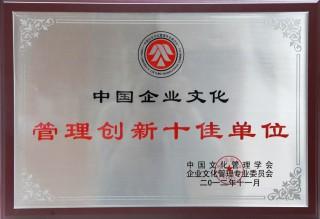 中国企业文化
管理创新十佳单位
中国文化管理学会
企业文化管理专业委员会
二〇一二年十一月